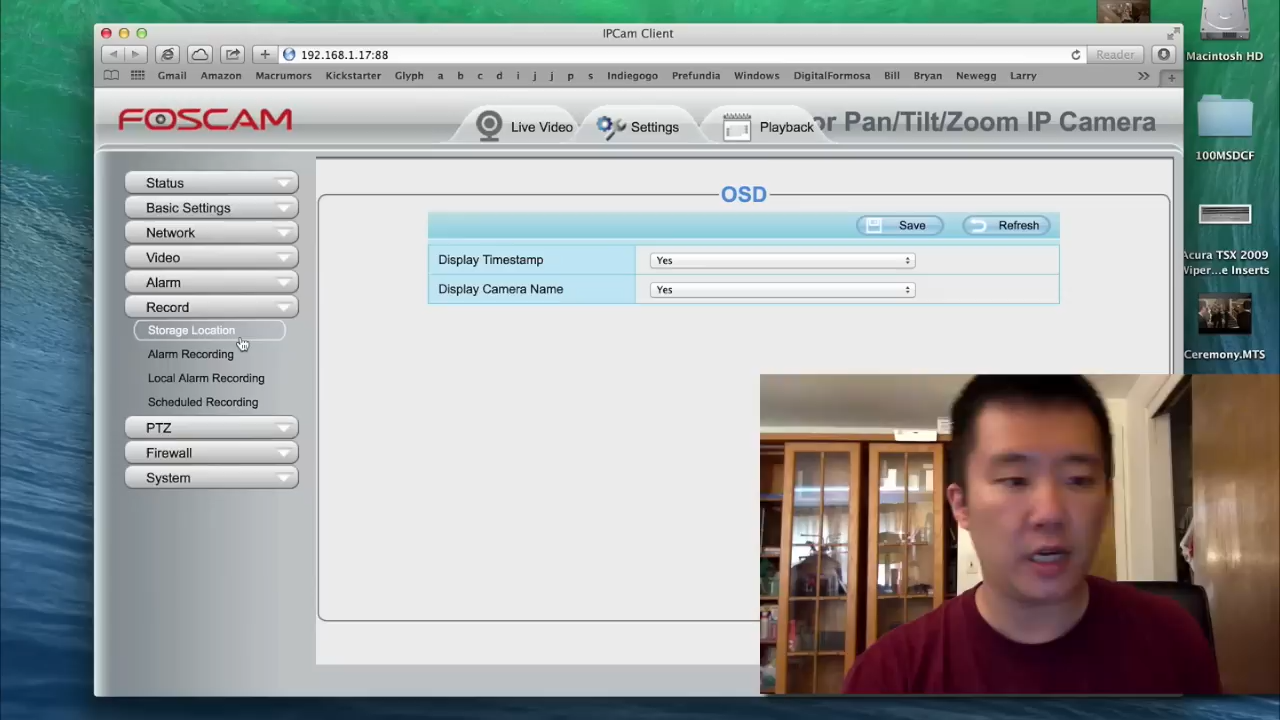 IPCam Client
192.168.1.17:88
Reader
Gmail Amazon Macrumors Kickstarter Glyph a b c d i j j p s Indiegogo Prefundia Windows DigitalFormosa Bill Bryan Newegg Larry
Macintosh HD
FOSCAM
Live Video
Settings
Playback
or Pan/Tilt/Zoom IP Camera
100MSDCF
Status
Basic Settings
Network
Video
Alarm
Record
Storage Location
Alarm Recording
Local Alarm Recording
Scheduled Recording
PTZ
Firewall
System
OSD
Save
Refresh
Display Timestamp
Yes
Display Camera Name
Yes
Acura TSX 2009
Wiper...e Inserts
Ceremony.MTS